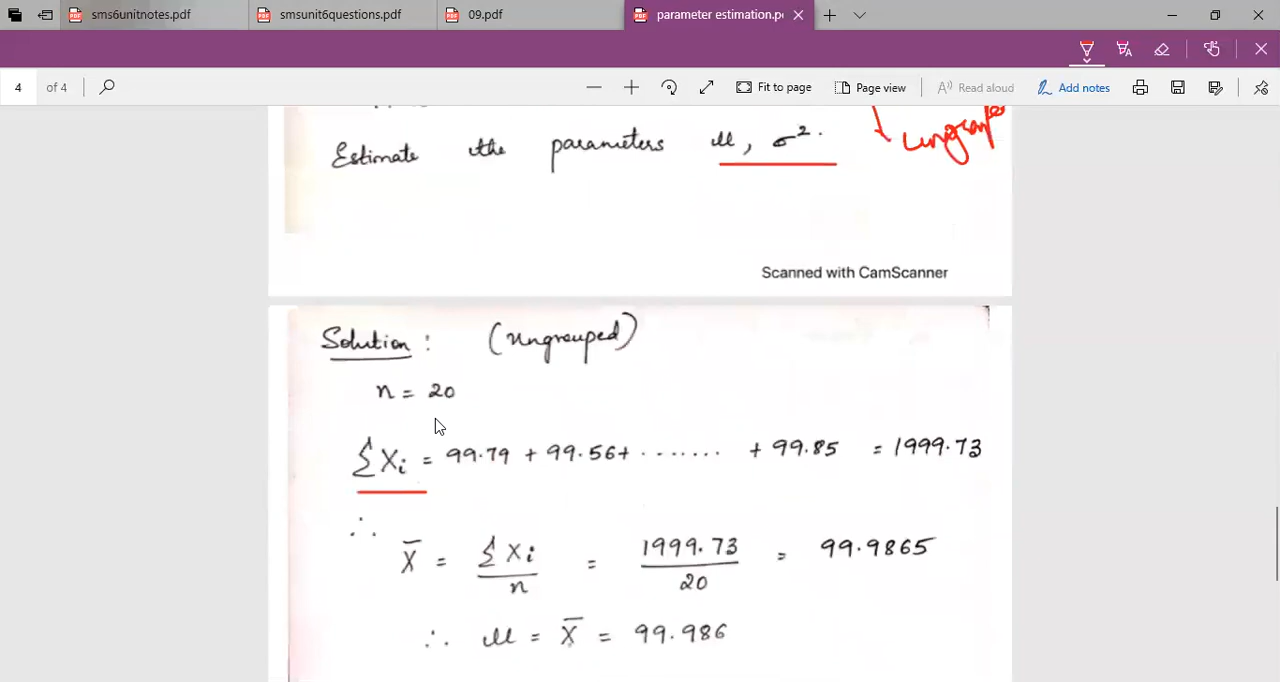 sms6unitnotes.pdf
smsunit6questions.pdf
09.pdf
parameter estimation.p
4 of 4
Fit to page
Page view
Read aloud
Add notes
Estimate the parameters μ, σ².
Scanned with CamScanner
Solution : (Ungrouped)
n = 20
∑Xi = 99.79 + 99.56+ ....... + 99.85 = 1999.73
∴ X̄ = ∑Xi / n = 1999.73 / 20 = 99.9865
∴ μ = X̄ = 99.986